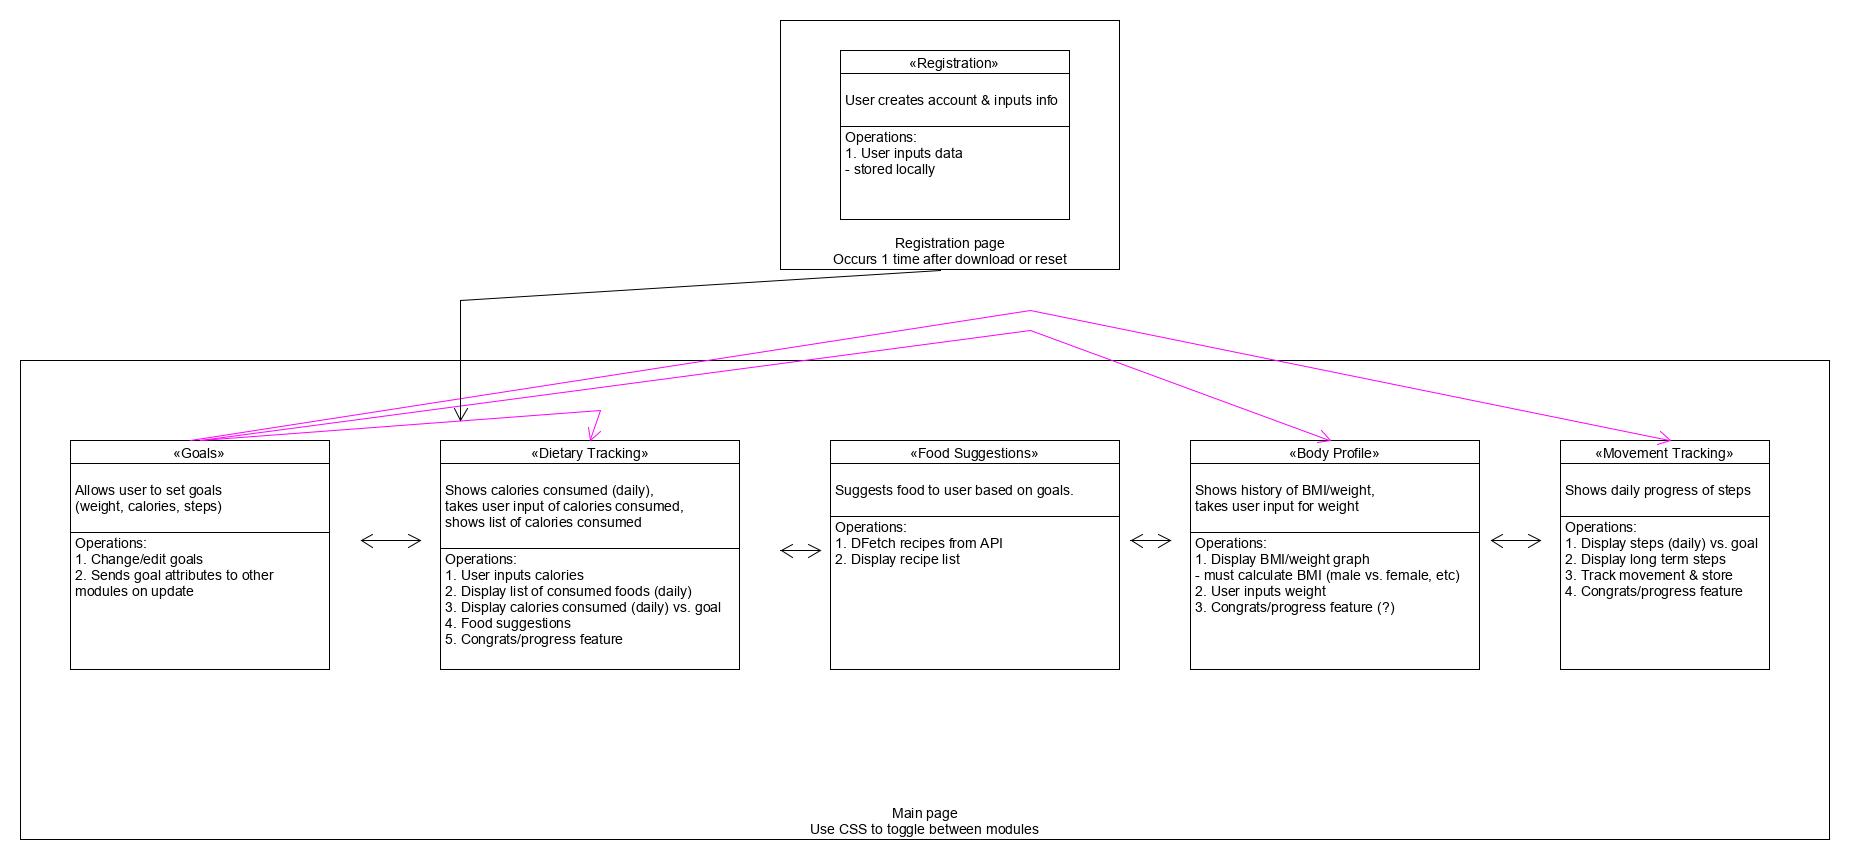 «Registration»
User creates account & inputs info
Operations:
1. User inputs data
- stored locally
Registration page
Occurs 1 time after download or reset
«Goals»
Allows user to set goals
(weight, calories, steps)
Operations:
1. Change/edit goals
2. Sends goal attributes to other
modules on update
«Dietary Tracking»
Shows calories consumed (daily),
takes user input of calories consumed,
shows list of calories consumed
Operations:
1. User inputs calories
2. Display list of consumed foods (daily)
3. Display calories consumed (daily) vs. goal
4. Food suggestions
5. Congrats/progress feature
«Food Suggestions»
Suggests food to user based on goals.
Operations:
1. DFetch recipes from API
2. Display recipe list
«Body Profile»
Shows history of BMI/weight,
takes user input for weight
Operations:
1. Display BMI/weight graph
- must calculate BMI (male vs. female, etc)
2. User inputs weight
3. Congrats/progress feature (?)
«Movement Tracking»
Shows daily progress of steps
Operations:
1. Display steps (daily) vs. goal
2. Display long term steps
3. Track movement & store
4. Congrats/progress feature
Main page
Use CSS to toggle between modules